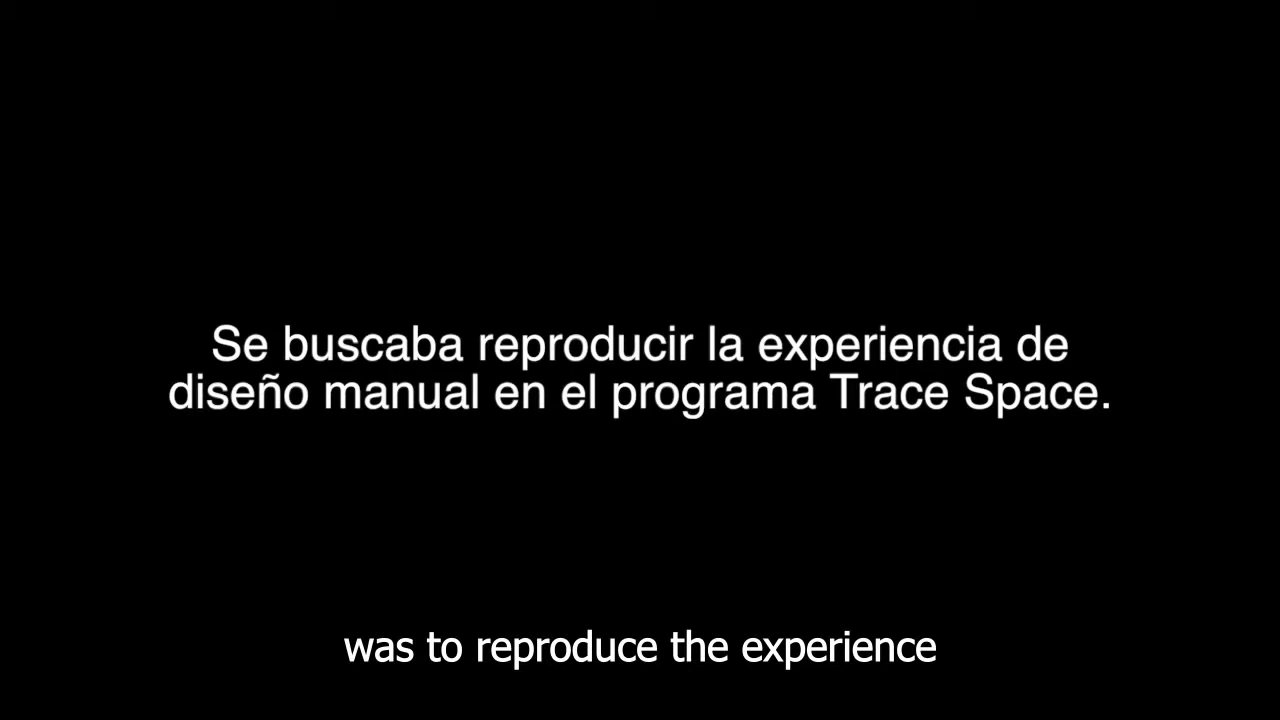 Se buscaba reproducir la experiencia de
diseño manual en el programa Trace Space.
was to reproduce the experience